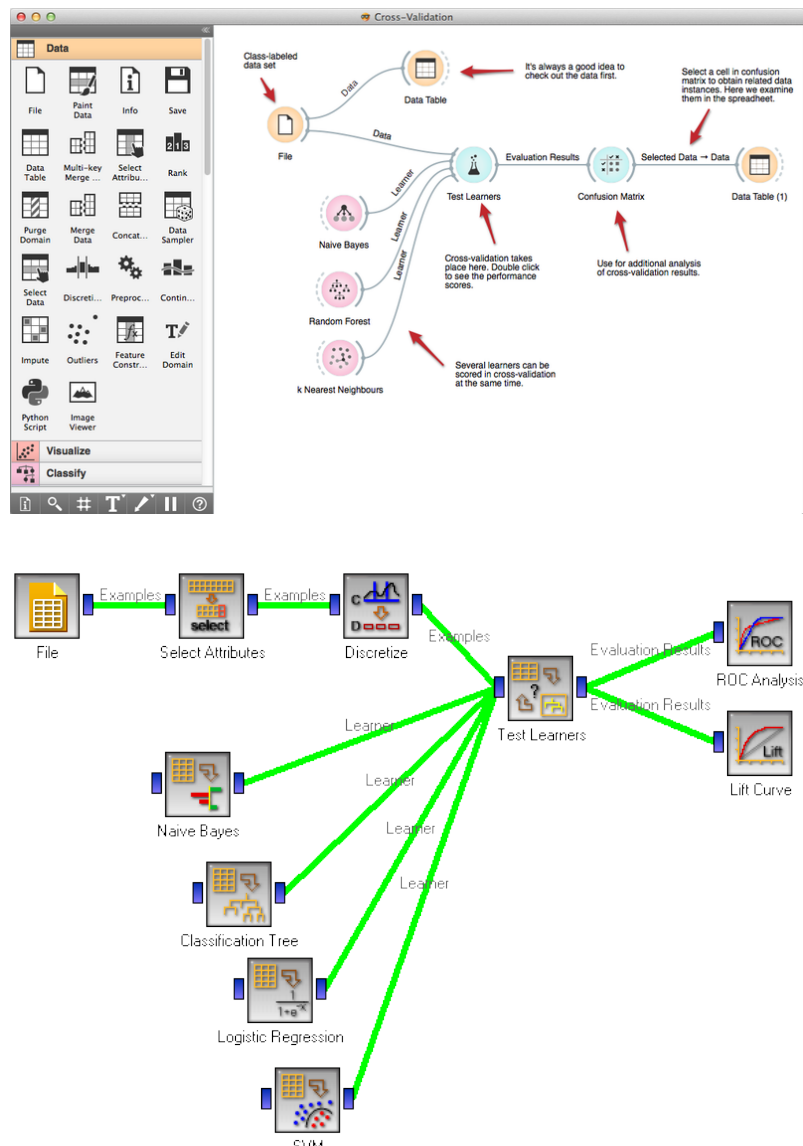 Cross-Validation
Data
File
Paint
Data
Info
Save
Data
Table
Multi-key
Merge ...
Select
Attribu...
Rank
Purge
Domain
Merge
Data
Concat...
Data
Sampler
Select
Data
Discreti...
Preproc...
Contin...
Impute
Outliers
Feature
Constr...
Edit
Domain
Python
Script
Image
Viewer
Visualize
Classify
Class-labeled
data set
It's always a good idea to
check out the data first.
Select a cell in confusion
matrix to obtain related data
instances. Here we examine
them in the spreadheet.
Data
Data Table
File
Data
Learner
Learner
Learner
Test Learners
Evaluation Results
Confusion Matrix
Selected Data → Data
Data Table (1)
Naive Bayes
Cross-validation takes
place here. Double click
to see the performance
scores.
Use for additional analysis
of cross-validation results.
Random Forest
Several learners can be
scored in cross-validation
at the same time.
k Nearest Neighbours
File
Examples
select
Select Attributes
Examples
C
D
Discretize
Examples
?
Test Learners
Evaluation Results
ROC
ROC Analysis
Evaluation Results
Lift
Lift Curve
Learner
Naive Bayes
Learner
Classification Tree
Learner
1
1+e^-x
Logistic Regression
Learner
SVM